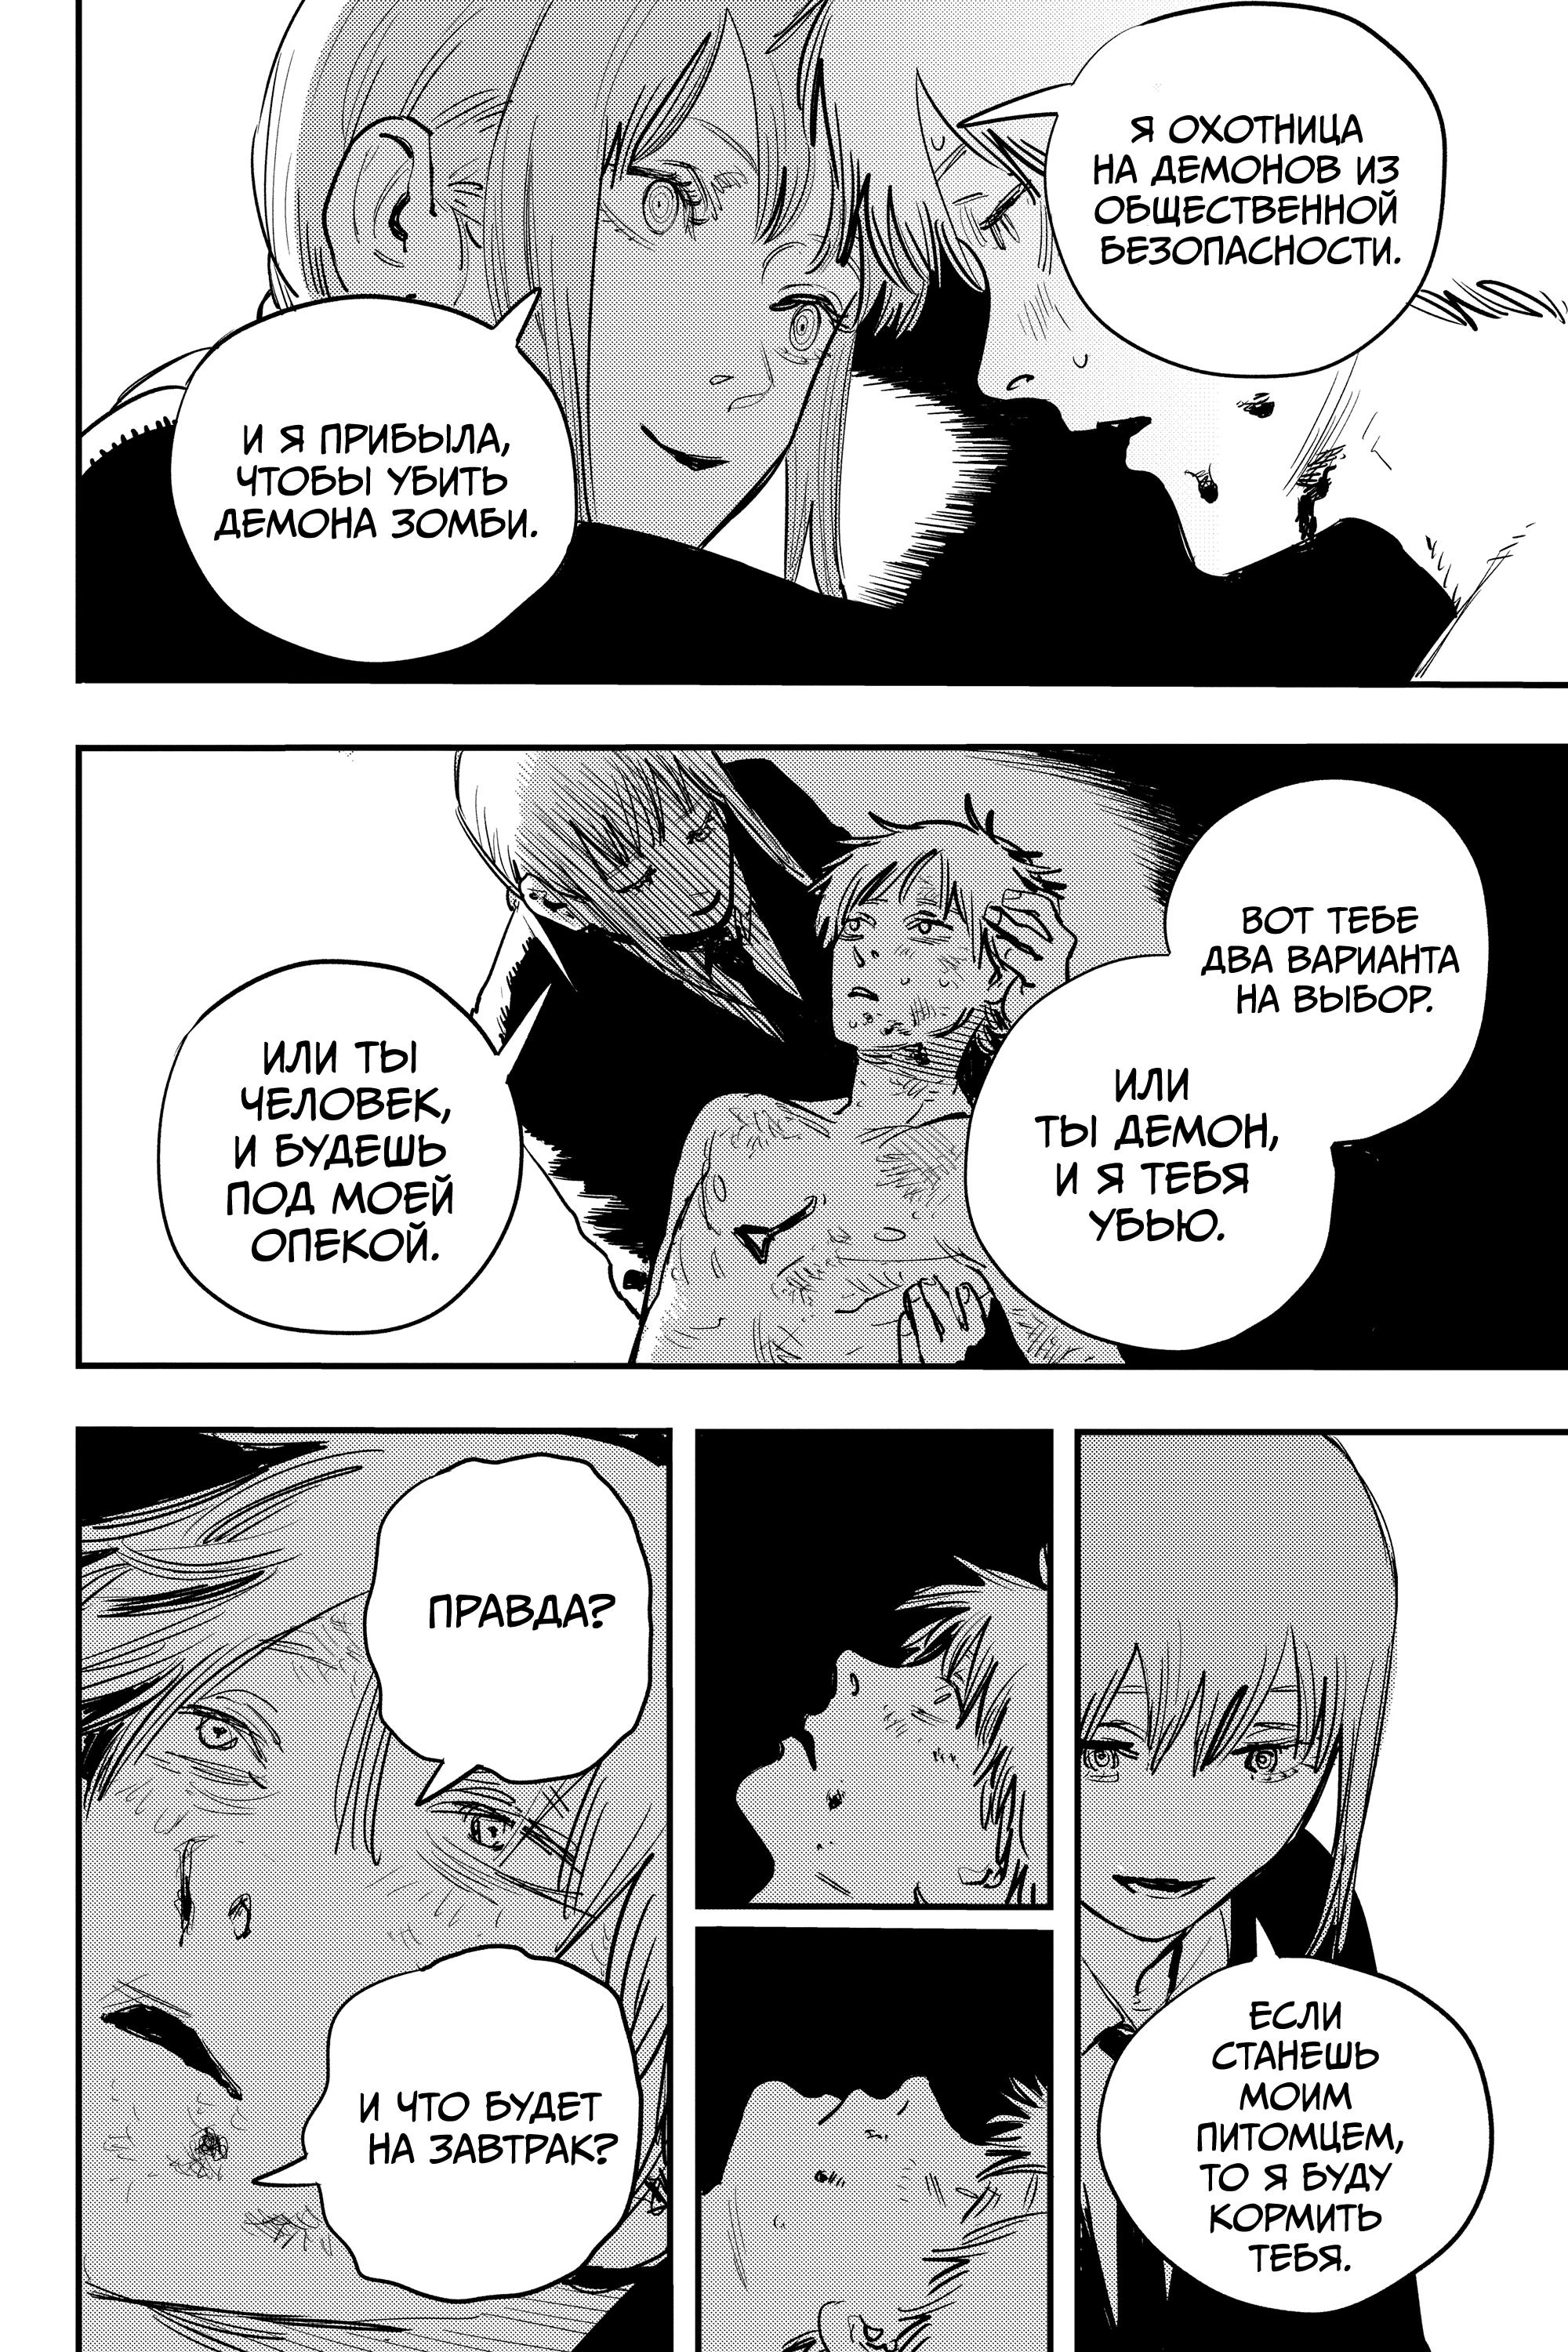 Я ОХОТНИЦА
НА ДЕМОНОВ ИЗ
ОБЩЕСТВЕННОЙ
БЕЗОПАСНОСТИ.
И Я ПРИБЫЛА,
ЧТОБЫ УБИТЬ
ДЕМОНА ЗОМБИ.
ВОТ ТЕБЕ
ДВА ВАРИАНТА
НА ВЫБОР.
ИЛИ
ТЫ ДЕМОН,
И Я ТЕБЯ
УБЬЮ.
ИЛИ ТЫ
ЧЕЛОВЕК,
И БУДЕШЬ
ПОД МОЕЙ
ОПЕКОЙ.
ЕСЛИ
СТАНЕШЬ
МОИМ
ПИТОМЦЕМ,
ТО Я БУДУ
КОРМИТЬ
ТЕБЯ.
ПРАВДА?
И ЧТО БУДЕТ
НА ЗАВТРАК?